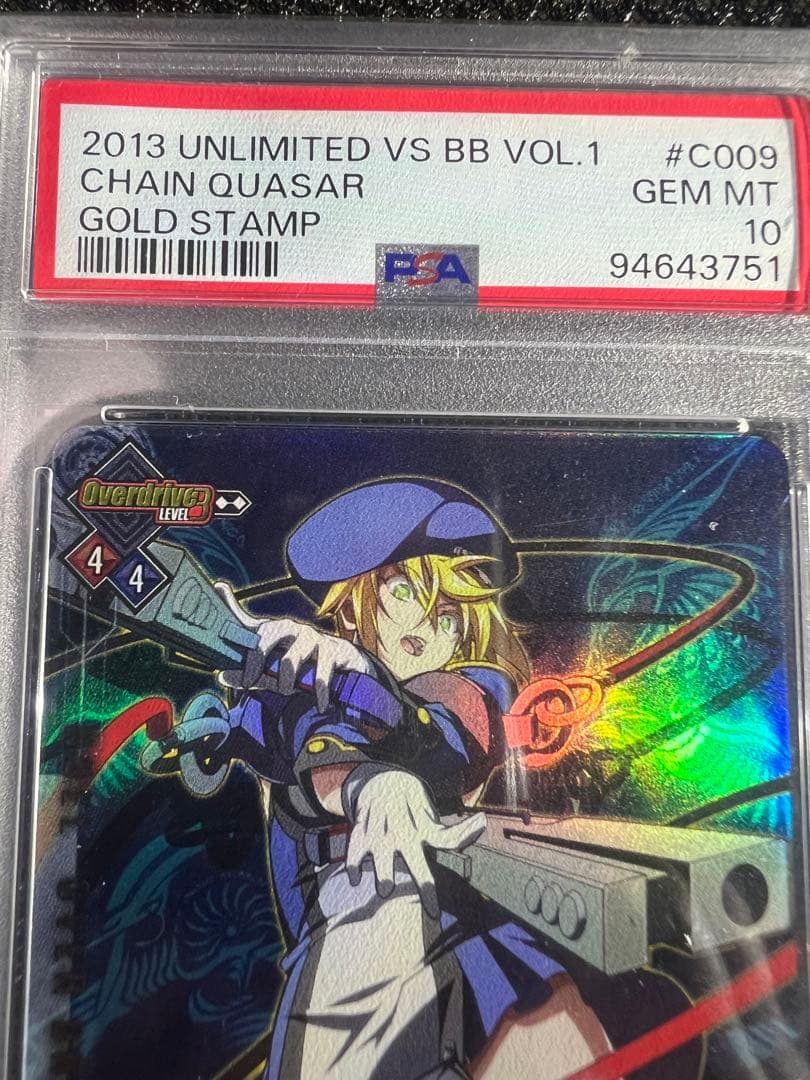 2013 UNLIMITED VS BB VOL.1 #C009
CHAIN QUASAR GEM MT
GOLD STAMP 10
PSA 94643751
Overdrive 3
LEVEL
4
4